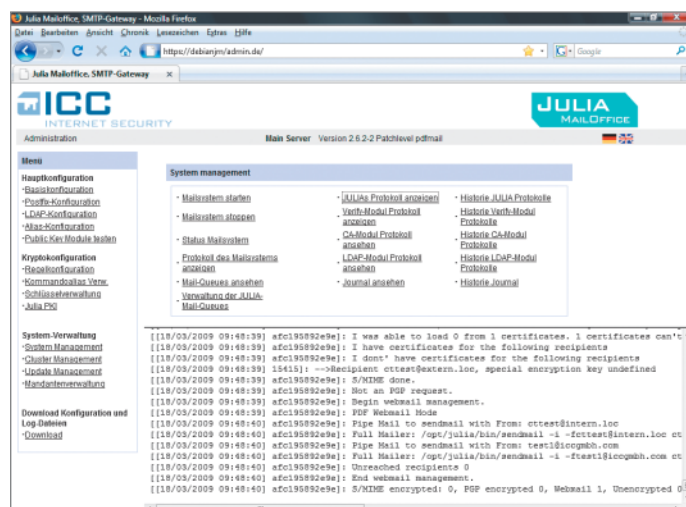 Julia Mailoffice, SMTP-Gateway - Mozilla Firefox
Datei Bearbeiten Ansicht Chronik Lesezeichen Extras Hilfe
https://debianjm/admin.de/
Google
Julia Mailoffice, SMTP-Gateway
ICC
INTERNET SECURITY
JULIA
MAILOFFICE
Administration
Main Server Version 2.6.2-2 Patchlevel pdfmail
Menü
Hauptkonfiguration
·Basiskonfiguration
·Postfix-Konfiguration
·LDAP-Konfiguration
·Alias-Konfiguration
·Public Key Module testen
Kryptokonfiguration
·Regelkonfiguration
·Kommandoalias Verw.
·Schlüsselverwaltung
·Julia PKI
System-Verwaltung
·System Management
·Cluster Management
·Update Management
·Mandantenverwaltung
Download Konfiguration und
Log-Dateien
·Download
System management
· Mailsystem starten
· Mailsystem stoppen
· Status Mailsystem
· Protokoll des Mailsystems
anzeigen
· Mail-Queues ansehen
· Verwaltung der JULIA-
Mail-Queues
· JULIAs Protokoll anzeigen
· Verify-Modul Protokoll
anzeigen
· CA-Modul Protokoll
ansehen
· LDAP-Modul Protokoll
ansehen
· Journal ansehen
· Historie JULIA Protokolle
· Historie Verify-Modul
Protokolle
· Historie CA-Modul
Protokolle
· Historie LDAP-Modul
Protokolle
· Historie Journal
[[18/03/2009 09:48:39] afc195892e9e]: I was able to load 0 from 1 certificates. 1 certificates can't
[[18/03/2009 09:48:39] afc195892e9e]: I have certificates for the following recipients
[[18/03/2009 09:48:39] afc195892e9e]: I dont' have certificates for the following recipients
[[18/03/2009 09:48:39] 15415]: -->Recipient cttest@extern.loc, special encryption key undefined
[[18/03/2009 09:48:39] afc195892e9e]: S/MIME done.
[[18/03/2009 09:48:39] afc195892e9e]: Not an PGP request.
[[18/03/2009 09:48:39] afc195892e9e]: Begin webmail management.
[[18/03/2009 09:48:39] afc195892e9e]: PDF Webmail Mode
[[18/03/2009 09:48:40] afc195892e9e]: Pipe Mail to sendmail with From: cttest@intern.loc
[[18/03/2009 09:48:40] afc195892e9e]: Full Mailer: /opt/julia/bin/sendmail -i -fcttest@intern.loc ct
[[18/03/2009 09:48:40] afc195892e9e]: Pipe Mail to sendmail with From: test1@iccgmbh.com
[[18/03/2009 09:48:40] afc195892e9e]: Full Mailer: /opt/julia/bin/sendmail -i -ftest1@iccgmbh.com ct
[[18/03/2009 09:48:40] afc195892e9e]: Unreached recipients 0
[[18/03/2009 09:48:40] afc195892e9e]: End webmail management.
[[18/03/2009 09:48:40] afc195892e9e]: S/MIME encrypted: 0, PGP encrypted 0, Webmail 1, Unencrypted 0